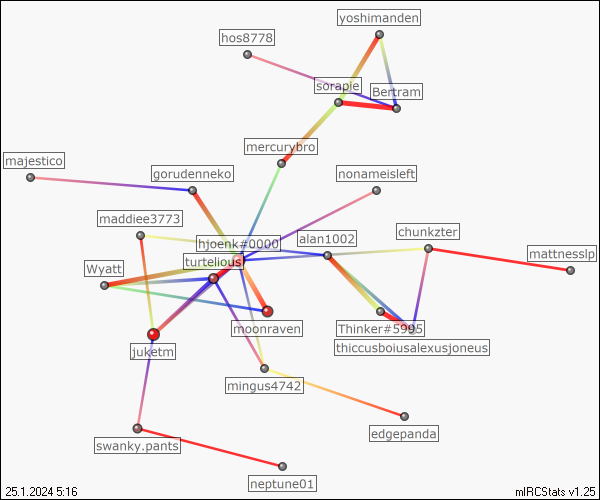 yoshimanden
hos8778
sorapie
Bertram
mercurybro
majestico
gorudenneko
nonameisleft
maddiee3773
hjoenk#0000
alan1002
chunkzter
Wyatt
turtelious
mattnesslp
moonraven
Thinker#5995
juketm
thiccusboiusalexusjoneus
mingus4742
edgepanda
swanky.pants
neptune01
25.1.2024 5:16
mIRCStats v1.25